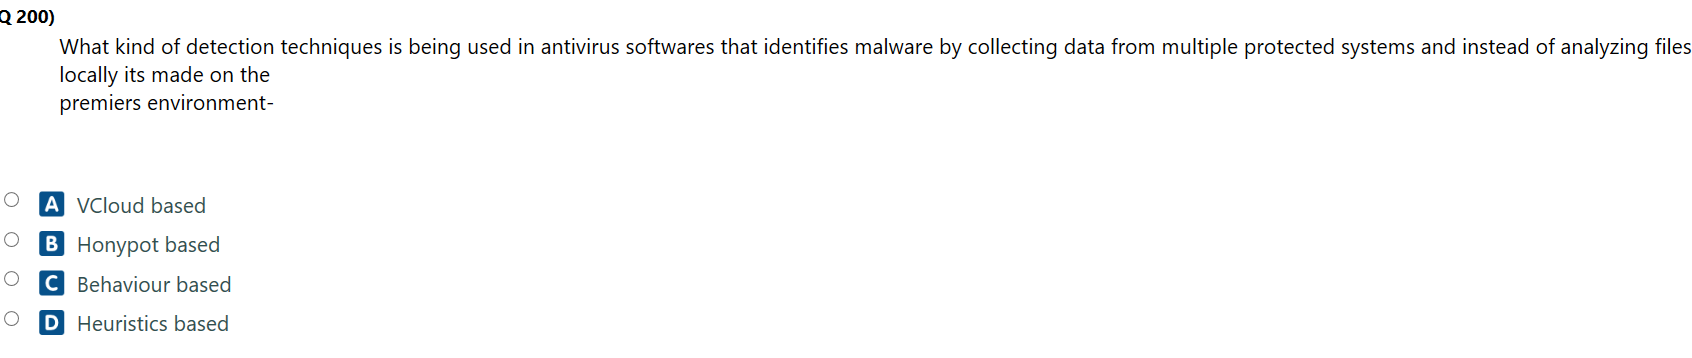 Q 200)
What kind of detection techniques is being used in antivirus softwares that identifies malware by collecting data from multiple protected systems and instead of analyzing files
locally its made on the
premiers environment-
A VCloud based
B Honypot based
C Behaviour based
D Heuristics based